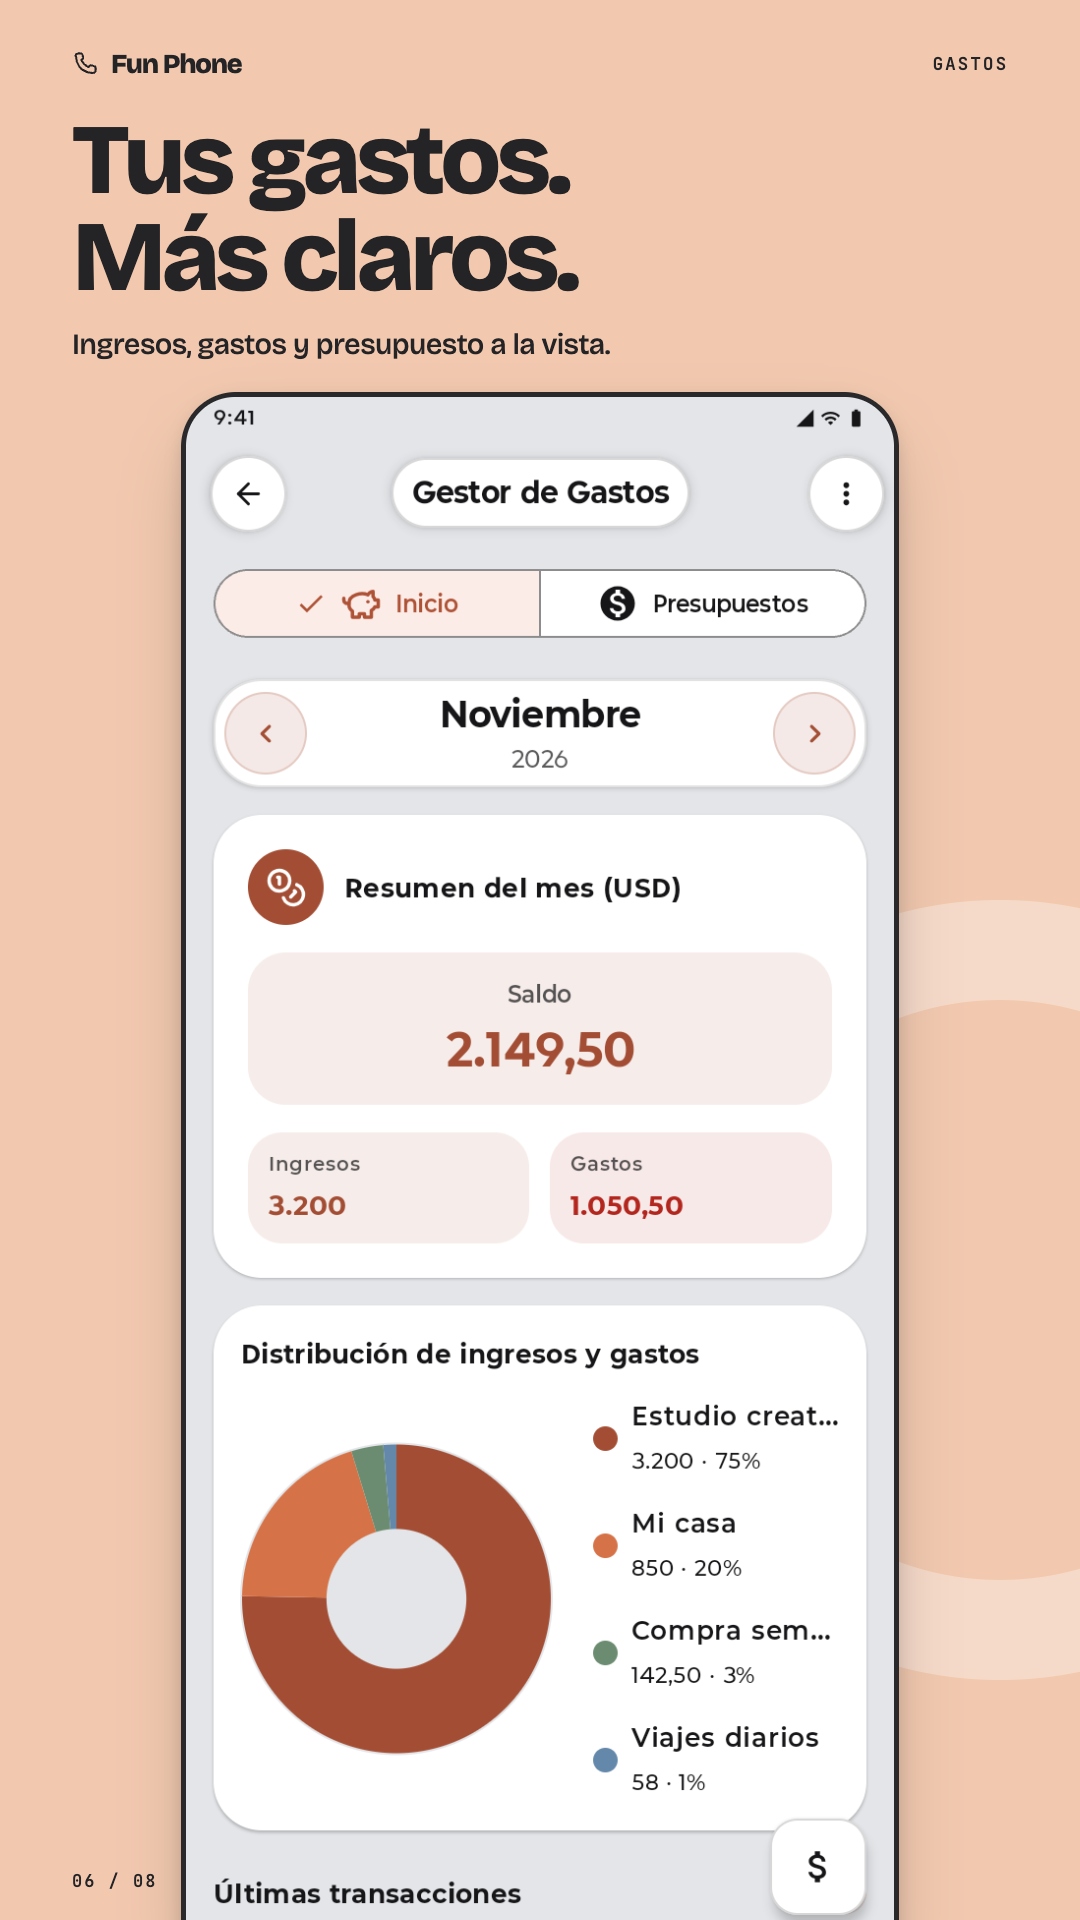 Fun Phone
GASTOS
Tus gastos.
Más claros.
Ingresos, gastos y presupuesto a la vista.
9:41
Gestor de Gastos
Inicio
Presupuestos
Noviembre
2026
Resumen del mes (USD)
Saldo
2.149,50
Ingresos
3.200
Gastos
1.050,50
Distribución de ingresos y gastos
Estudio creat...
3.200 · 75%
Mi casa
850 · 20%
Compra sem...
142,50 · 3%
Viajes diarios
58 · 1%
$
06 / 08
Últimas transacciones